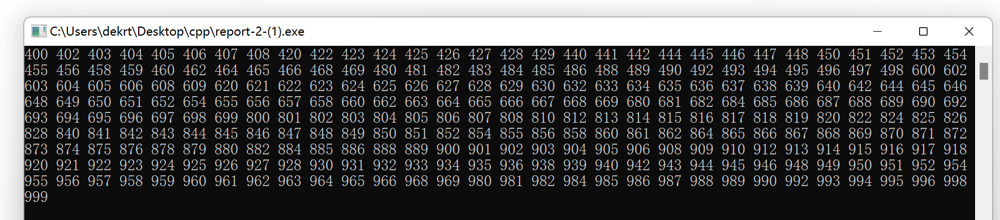 C:\Users\dekrt\Desktop\cpp\report-2-(1).exe
400 402 403 404 405 406 407 408 420 422 423 424 425 426 427 428 429 440 441 442 444 445 446 447 448 450 451 452 453 454
455 456 458 459 460 462 464 465 466 468 469 480 481 482 483 484 485 486 488 489 490 492 493 494 495 496 497 498 600 602
603 604 605 606 608 609 620 621 622 623 624 625 626 627 628 629 630 632 633 634 635 636 637 638 639 640 642 644 645 646
648 649 650 651 652 654 655 656 657 658 660 662 663 664 665 666 667 668 669 680 681 682 684 685 686 687 688 689 690 692
693 694 695 696 697 698 699 800 801 802 803 804 805 806 807 808 810 812 813 814 815 816 817 818 819 820 822 824 825 826
828 840 841 842 843 844 845 846 847 848 849 850 851 852 854 855 856 858 860 861 862 864 865 866 867 868 869 870 871 872
873 874 875 876 878 879 880 882 884 885 886 888 889 900 901 902 903 904 905 906 908 909 910 912 913 914 915 916 917 918
920 921 922 923 924 925 926 927 928 930 931 932 933 934 935 936 938 939 940 942 943 944 945 946 948 949 950 951 952 954
955 956 957 958 959 960 961 962 963 964 965 966 968 969 980 981 982 984 985 986 987 988 989 990 992 993 994 995 996 998
999